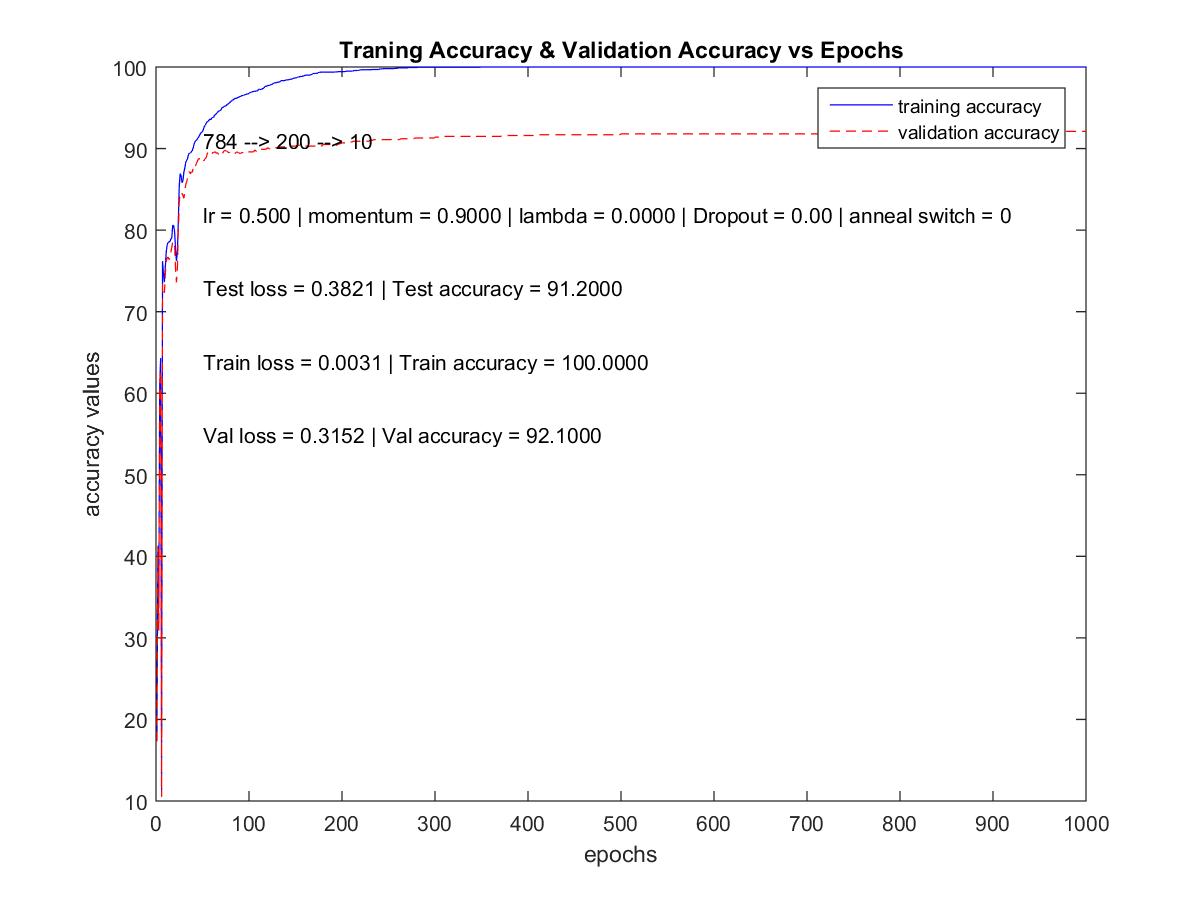 Traning Accuracy & Validation Accuracy vs Epochs
100
90
80
70
60
50
40
30
20
10
accuracy values
training accuracy
validation accuracy
784 --> 200 --> 10
lr = 0.500 | momentum = 0.9000 | lambda = 0.0000 | Dropout = 0.00 | anneal switch = 0
Test loss = 0.3821 | Test accuracy = 91.2000
Train loss = 0.0031 | Train accuracy = 100.0000
Val loss = 0.3152 | Val accuracy = 92.1000
0 100 200 300 400 500 600 700 800 900 1000
epochs